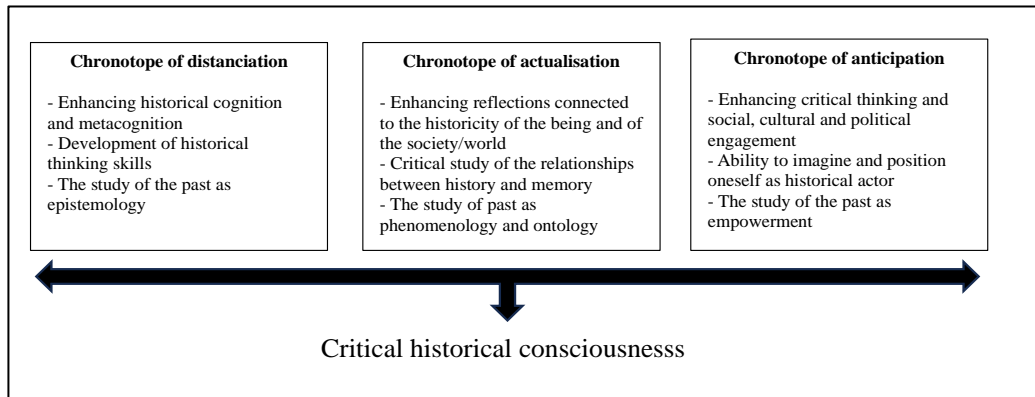 Chronotope of distanciation
- Enhancing historical cognition
and metacognition
- Development of historical
thinking skills
- The study of the past as
epistemology
Chronotope of actualisation
- Enhancing reflections connected
to the historicity of the being and of
the society/world
- Critical study of the relationships
between history and memory
- The study of past as
phenomenology and ontology
Chronotope of anticipation
- Enhancing critical thinking and
social, cultural and political
engagement
- Ability to imagine and position
oneself as historical actor
- The study of the past as
empowerment
Critical historical consciousnesss